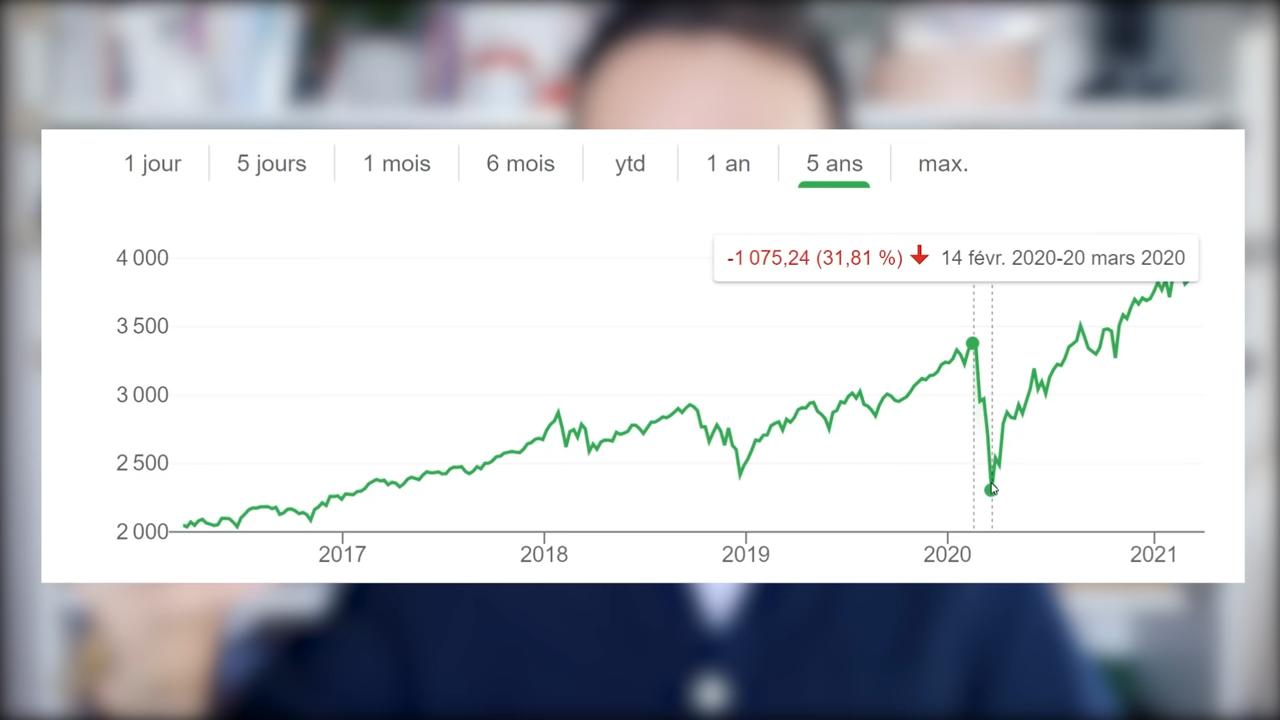 1 jour 5 jours 1 mois 6 mois ytd 1 an 5 ans max.
-1 075,24 (31,81 %) 14 févr. 2020-20 mars 2020
4 000
3 500
3 000
2 500
2 000
2017 2018 2019 2020 2021